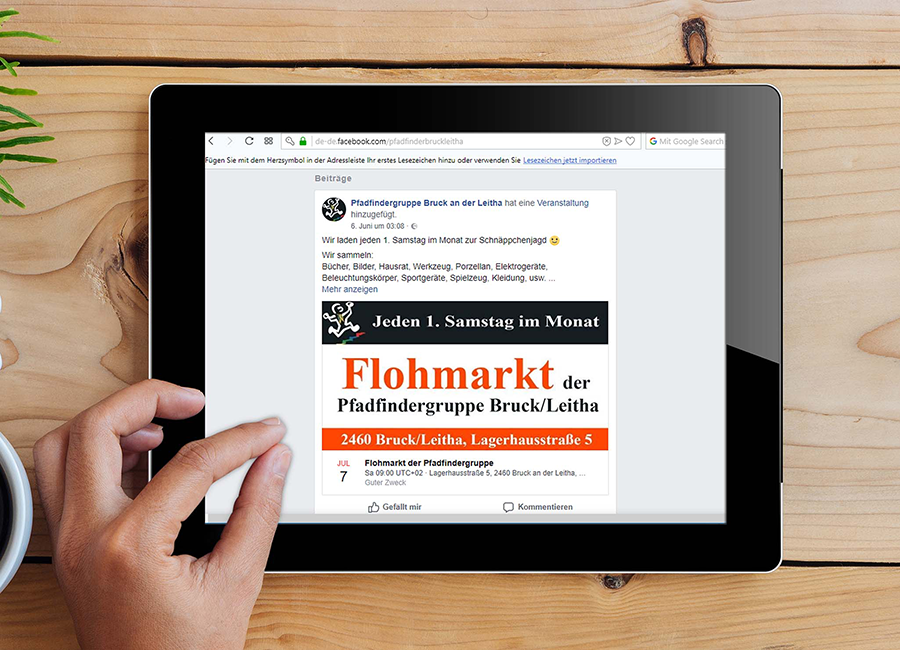 de-de.facebook.com/pfadfinderbruckleitha
Mit Google Search
Fügen Sie mit dem Herzsymbol in der Adressleiste Ihr erstes Lesezeichen hinzu oder verwenden Sie Lesezeichen jetzt importieren
Beiträge
Pfadfindergruppe Bruck an der Leitha hat eine Veranstaltung
hinzugefügt.
6. Juni um 03:08 ·
Wir laden jeden 1. Samstag im Monat zur Schnäppchenjagd
Wir sammeln:
Bücher, Bilder, Hausrat, Werkzeug, Porzellan, Elektrogeräte,
Beleuchtungskörper, Sportgeräte, Spielzeug, Kleidung, usw. ...
Mehr anzeigen
Jeden 1. Samstag im Monat
Flohmarkt der
Pfadfindergruppe Bruck/Leitha
2460 Bruck/Leitha, Lagerhausstraße 5
JUL
7
Flohmarkt der Pfadfindergruppe
Sa 09:00 UTC+02 · Lagerhausstraße 5, 2460 Bruck an der Leitha, ...
Guter Zweck
Gefällt mir
Kommentieren